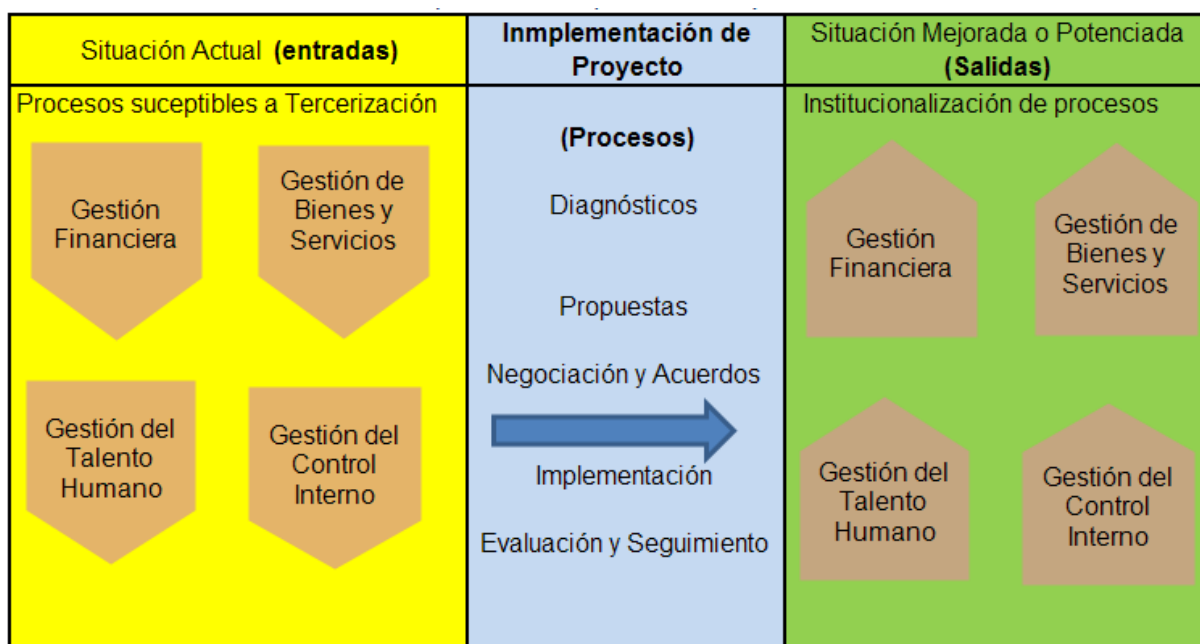 Situación Actual (entradas)
Inmplementación de
Proyecto
Situación Mejorada o Potenciada
(Salidas)
Procesos suceptibles a Tercerización
Gestión
Financiera
Gestión de
Bienes y
Servicios
Gestión del
Talento
Humano
Gestión del
Control
Interno
(Procesos)
Diagnósticos
Propuestas
Negociación y Acuerdos
Implementación
Evaluación y Seguimiento
Institucionalización de procesos
Gestión
Financiera
Gestión de
Bienes y
Servicios
Gestión del
Talento
Humano
Gestión del
Control
Interno